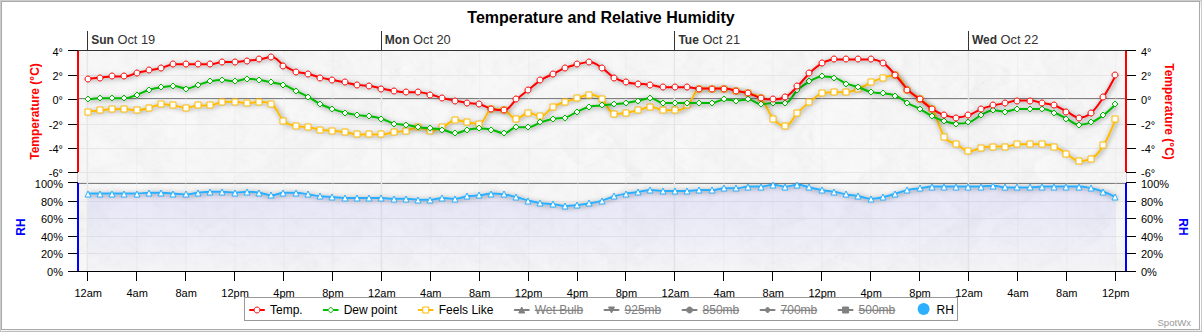 Temperature and Relative Humidity
Sun Oct 19 Mon Oct 20 Tue Oct 21 Wed Oct 22
4° 4°
2° 2°
0° 0°
-2° -2°
-4° -4°
-6° -6°
Temperature (°C) Temperature (°C)
100% 100%
80% 80%
60% 60%
40% 40%
20% 20%
0% 0%
RH RH
12am 4am 8am 12pm 4pm 8pm 12am 4am 8am 12pm 4pm 8pm 12am 4am 8am 12pm 4pm 8pm 12am 4am 8am 12pm
Temp. Dew point Feels Like Wet Bulb 925mb 850mb 700mb 500mb RH
SpotWx